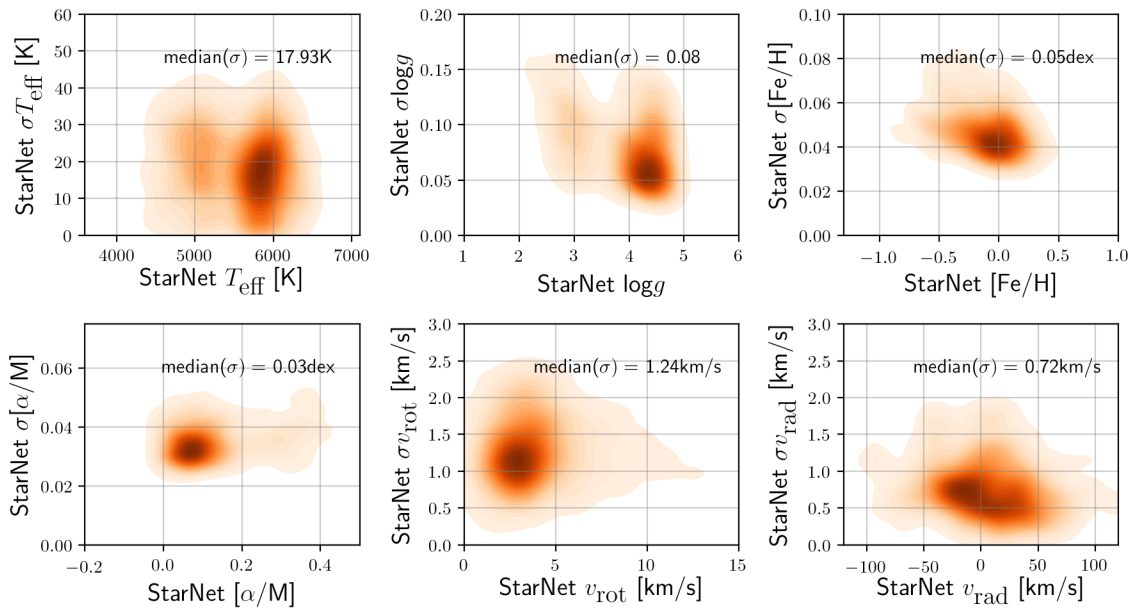 StarNet σT_eff [K]
60
50
40
30
20
10
0
median(σ) = 17.93K
4000 5000 6000 7000
StarNet T_eff [K]
StarNet σlogg
0.20
0.15
0.10
0.05
0.00
median(σ) = 0.08
1 2 3 4 5 6
StarNet logg
StarNet σ[Fe/H]
0.10
0.08
0.06
0.04
0.02
0.00
median(σ) = 0.05dex
−1.0 −0.5 0.0 0.5 1.0
StarNet [Fe/H]
StarNet σ[α/M]
0.06
0.04
0.02
0.00
median(σ) = 0.03dex
−0.2 0.0 0.2 0.4
StarNet [α/M]
StarNet σv_rot [km/s]
3.0
2.5
2.0
1.5
1.0
0.5
0.0
median(σ) = 1.24km/s
0 5 10 15
StarNet v_rot [km/s]
StarNet σv_rad [km/s]
3.0
2.5
2.0
1.5
1.0
0.5
0.0
median(σ) = 0.72km/s
−100 −50 0 50 100
StarNet v_rad [km/s]